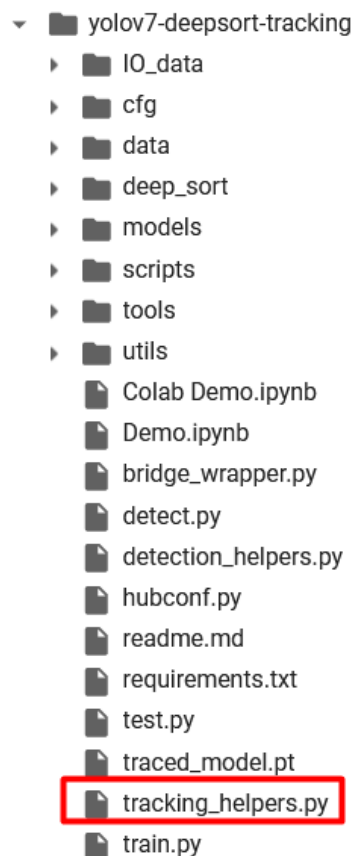 yolov7-deepsort-tracking
IO_data
cfg
data
deep_sort
models
scripts
tools
utils
Colab Demo.ipynb
Demo.ipynb
bridge_wrapper.py
detect.py
detection_helpers.py
hubconf.py
readme.md
requirements.txt
test.py
traced_model.pt
tracking_helpers.py
train.py